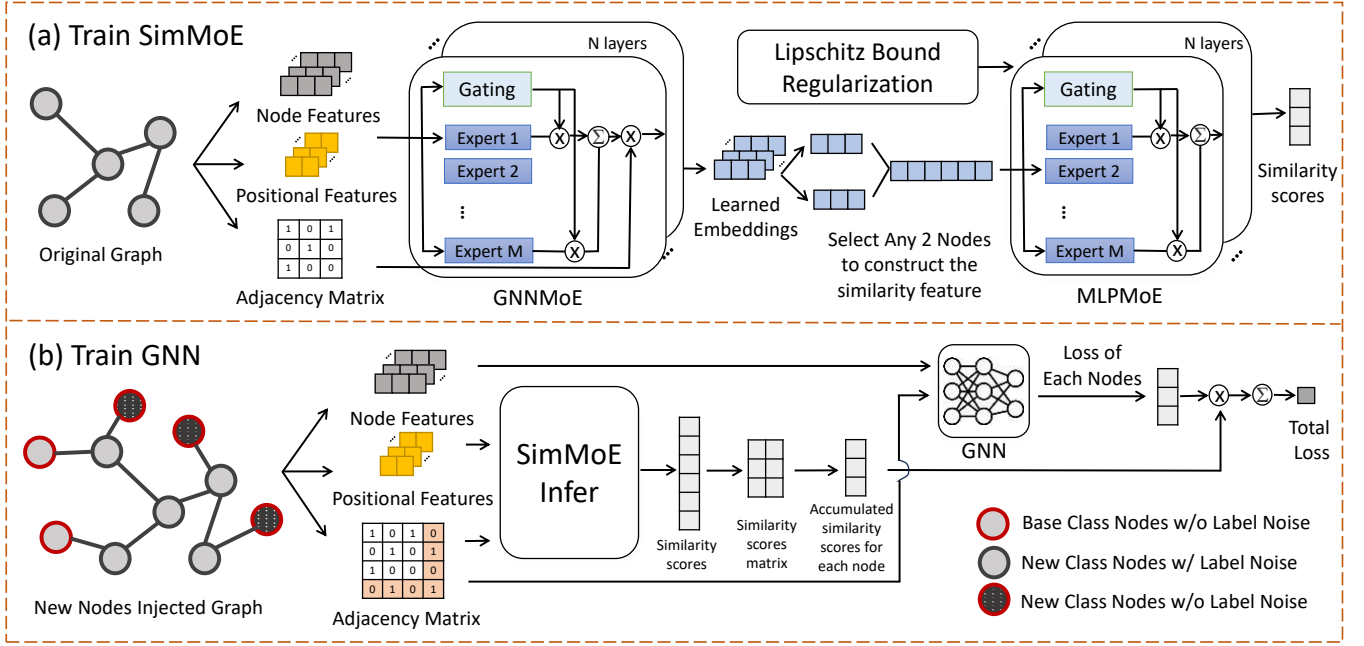 (a) Train SimMoE
Node Features
Positional Features
1 0 1
0 1 0
1 0 0
Adjacency Matrix
Original Graph
N layers
Gating
Expert 1
Expert 2
...
Expert M
X
Σ
X
X
GNNMoE
Learned
Embeddings
Lipschitz Bound
Regularization
Select Any 2 Nodes
to construct the
similarity feature
N layers
Gating
Expert 1
Expert 2
...
Expert M
X
Σ
X
MLPMoE
Similarity
scores
(b) Train GNN
New Nodes Injected Graph
Node Features
Positional Features
1 0 1 0
0 1 0 1
1 0 0 0
0 1 0 1
Adjacency Matrix
SimMoE
Infer
Similarity
scores
Similarity
scores
matrix
Accumulated
similarity
scores for
each node
GNN
Loss of
Each Nodes
X
Σ
Total
Loss
Base Class Nodes w/o Label Noise
New Class Nodes w/ Label Noise
New Class Nodes w/o Label Noise